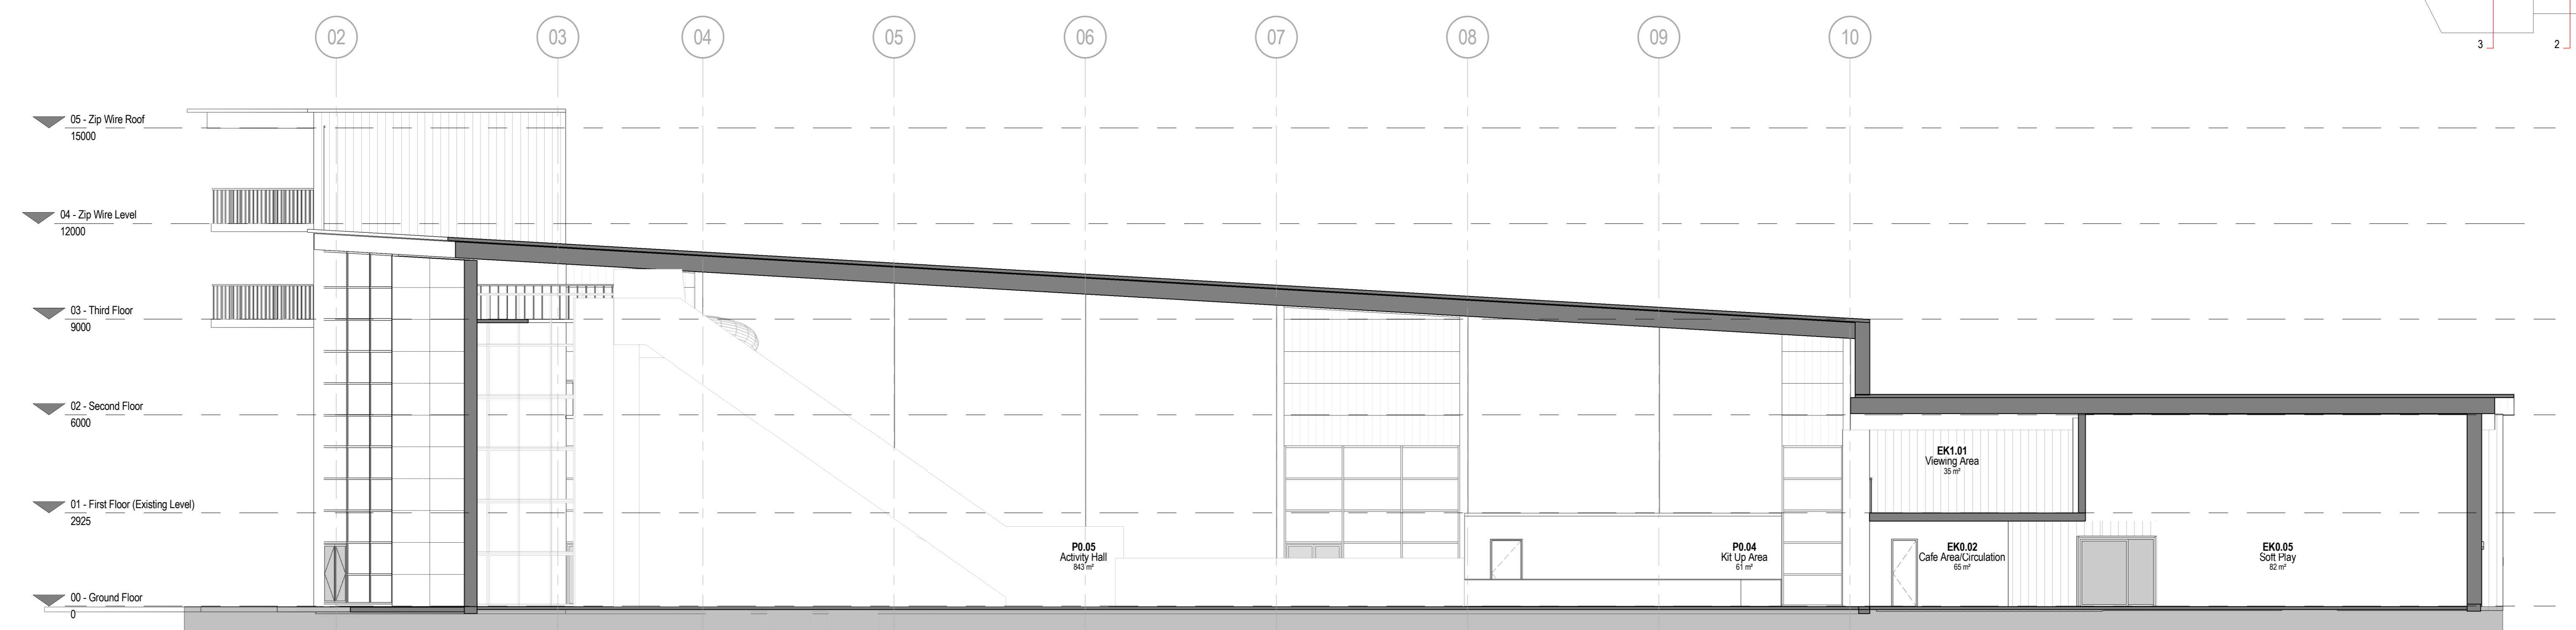 02
03
04
05
06
07
08
09
10
3
2
05 - Zip Wire Roof
15000
04 - Zip Wire Level
12000
03 - Third Floor
9000
02 - Second Floor
6000
01 - First Floor (Existing Level)
2925
00 - Ground Floor
0
P0.05
Activity Hall
843 m²
P0.04
Kit Up Area
61 m²
EK1.01
Viewing Area
35 m²
EK0.02
Cafe Area/Circulation
65 m²
EK0.05
Soft Play
82 m²